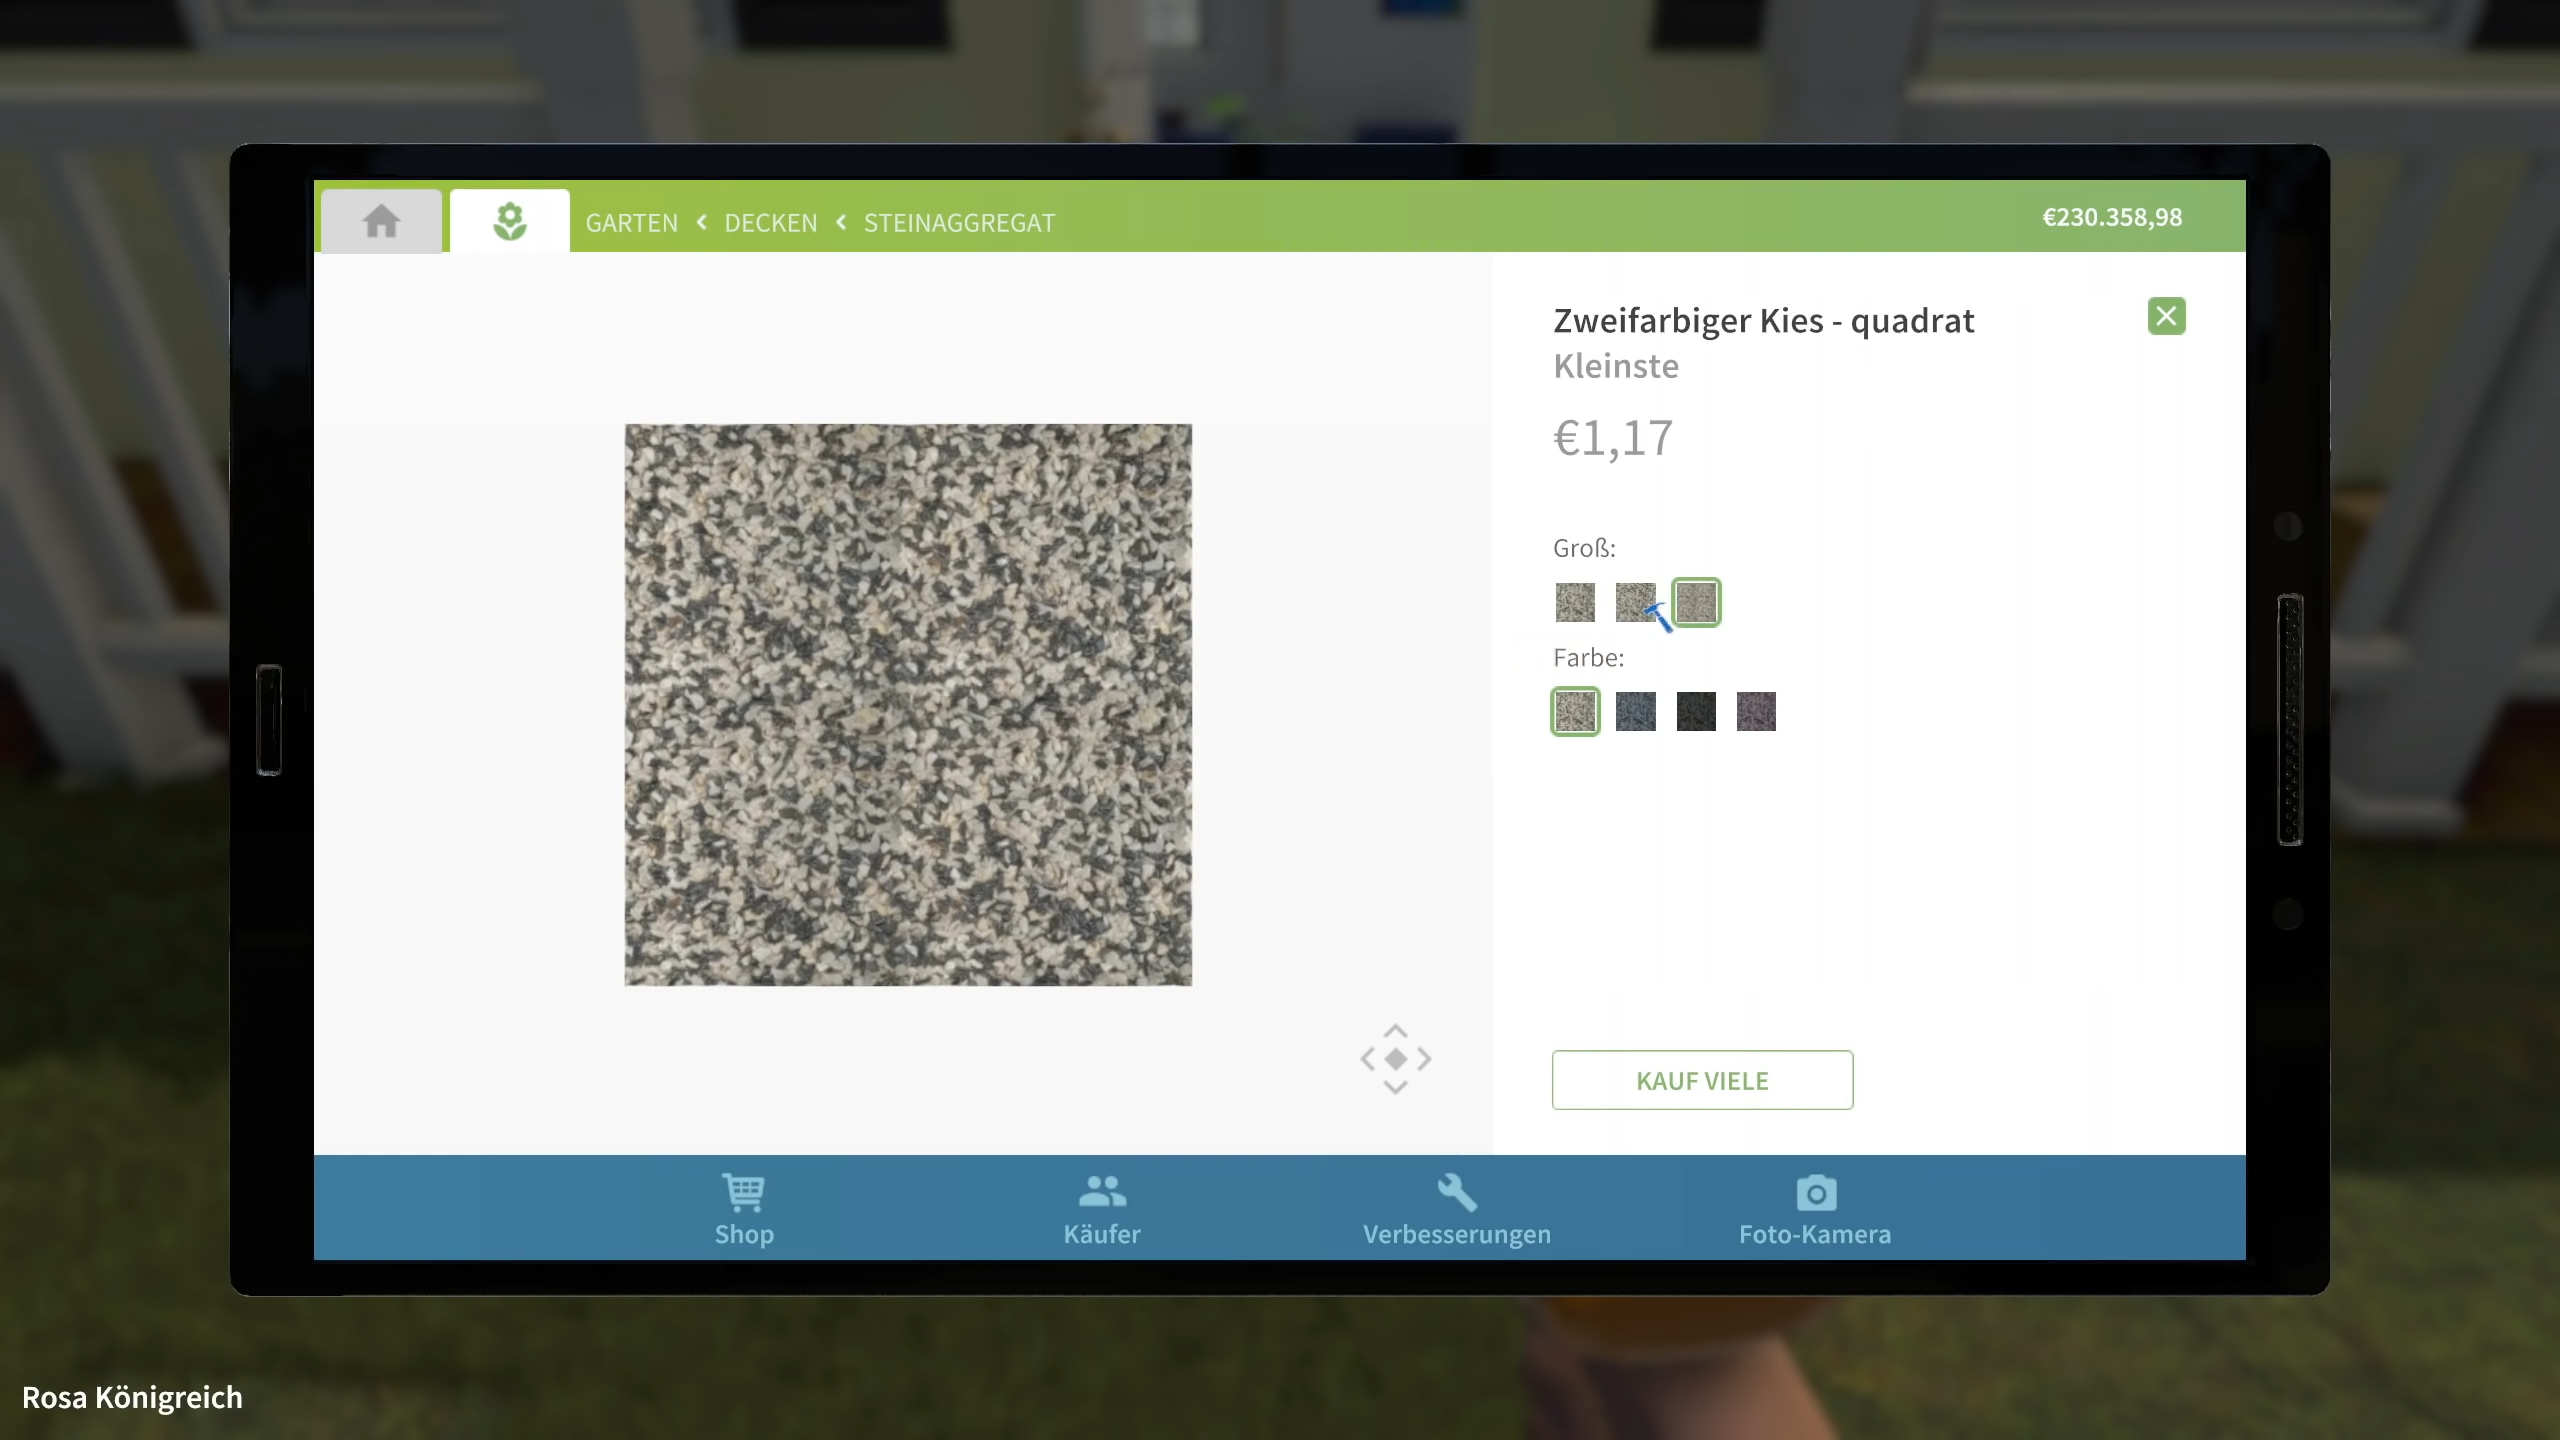 GARTEN < DECKEN < STEINAGGREGAT
€230.358,98
Zweifarbiger Kies - quadrat
Kleinste
€1,17
Groß:
Farbe:
KAUF VIELE
Shop
Käufer
Verbesserungen
Foto-Kamera
Rosa Königreich